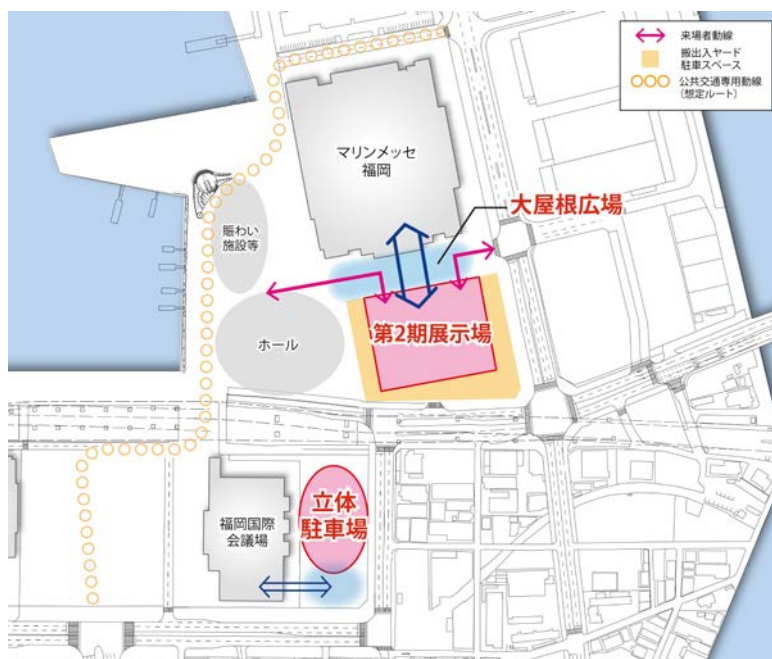 来場者動線
搬出入ヤード
駐車スペース
公共交通専用動線
(想定ルート)
マリンメッセ
福岡
大屋根広場
賑わい
施設等
ホール
第2期展示場
立体
駐車場
福岡国際
会議場